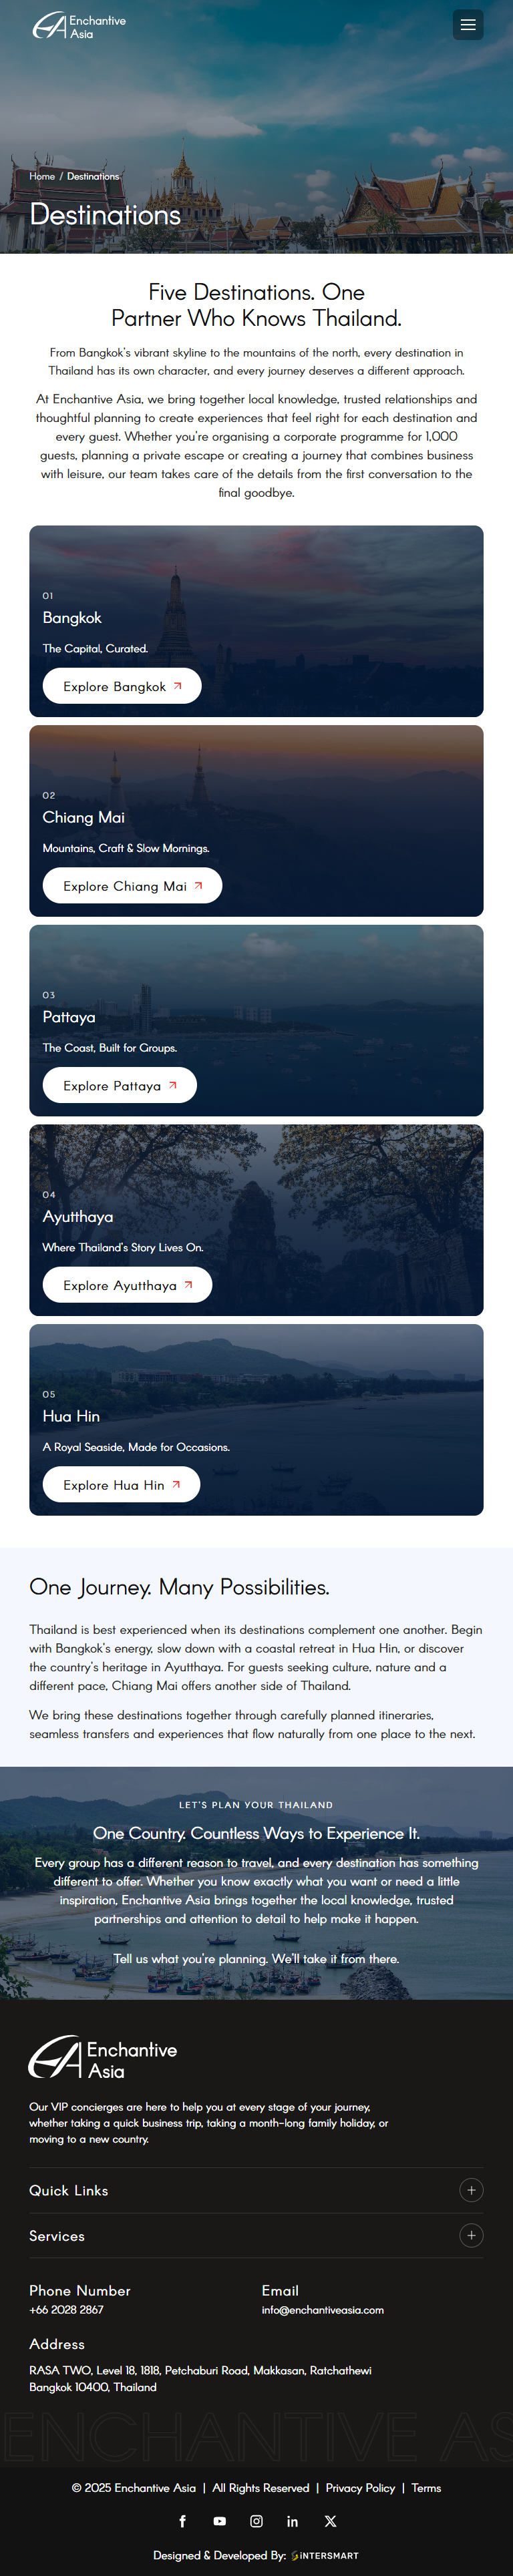 Enchantive
Asia
Home / Destinations
Destinations
Five Destinations. One
Partner Who Knows Thailand.
From Bangkok's vibrant skyline to the mountains of the north, every destination in
Thailand has its own character, and every journey deserves a different approach.
At Enchantive Asia, we bring together local knowledge, trusted relationships and
thoughtful planning to create experiences that feel right for each destination and
every guest. Whether you're organising a corporate programme for 1,000
guests, planning a private escape or creating a journey that combines business
with leisure, our team takes care of the details from the first conversation to the
final goodbye.
01
Bangkok
The Capital, Curated.
Explore Bangkok
02
Chiang Mai
Mountains, Craft & Slow Mornings.
Explore Chiang Mai
03
Pattaya
The Coast, Built for Groups.
Explore Pattaya
04
Ayutthaya
Where Thailand's Story Lives On.
Explore Ayutthaya
05
Hua Hin
A Royal Seaside, Made for Occasions.
Explore Hua Hin
One Journey. Many Possibilities.
Thailand is best experienced when its destinations complement one another. Begin
with Bangkok's energy, slow down with a coastal retreat in Hua Hin, or discover
the country's heritage in Ayutthaya. For guests seeking culture, nature and a
different pace, Chiang Mai offers another side of Thailand.
We bring these destinations together through carefully planned itineraries,
seamless transfers and experiences that flow naturally from one place to the next.
LET'S PLAN YOUR THAILAND
One Country. Countless Ways to Experience It.
Every group has a different reason to travel, and every destination has something
different to offer. Whether you know exactly what you want or need a little
inspiration, Enchantive Asia brings together the local knowledge, trusted
partnerships and attention to detail to help make it happen.
Tell us what you're planning. We'll take it from there.
Enchantive
Asia
Our VIP concierges are here to help you at every stage of your journey,
whether taking a quick business trip, taking a month-long family holiday, or
moving to a new country.
Quick Links
Services
Phone Number
+66 2028 2867
Email
info@enchantiveasia.com
Address
RASA TWO, Level 18, 1818, Petchaburi Road, Makkasan, Ratchathewi
Bangkok 10400, Thailand
ENCHANTIVE AS
© 2025 Enchantive Asia | All Rights Reserved | Privacy Policy | Terms
Designed & Developed By: INTERSMART